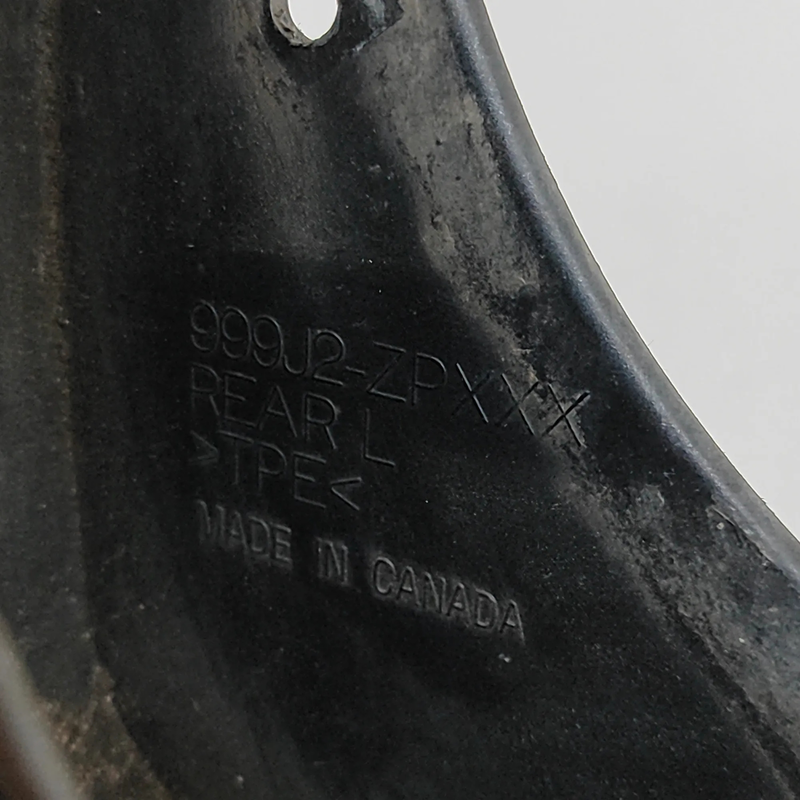 999J2-ZPXXX
REAR L
>TPE<
MADE IN CANADA